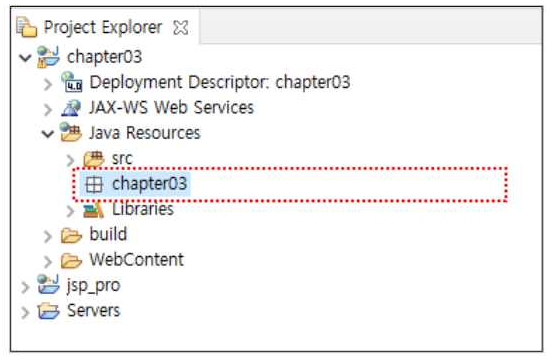 Project Explorer
chapter03
Deployment Descriptor: chapter03
JAX-WS Web Services
Java Resources
src
chapter03
Libraries
build
WebContent
jsp_pro
Servers